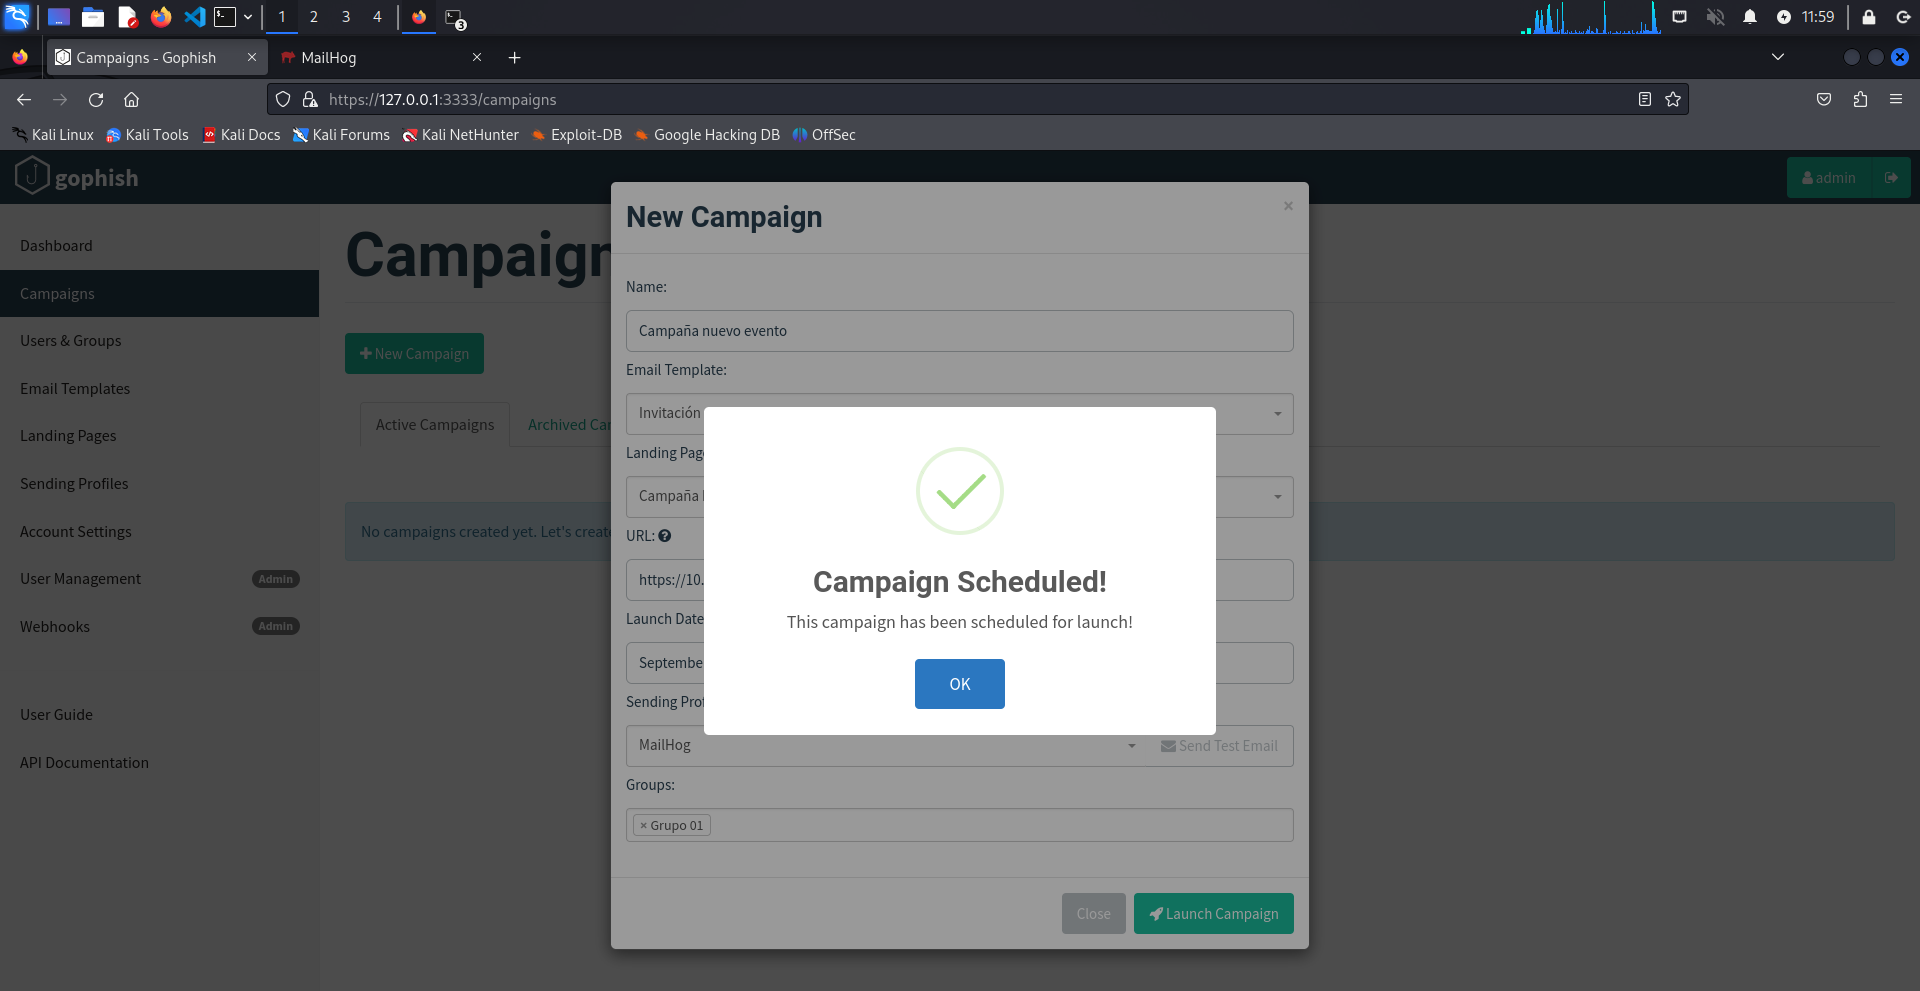 1 2 3 4 3 11:59
Campaigns - Gophish MailHog
https://127.0.0.1:3333/campaigns
Kali Linux Kali Tools Kali Docs Kali Forums Kali NetHunter Exploit-DB Google Hacking DB OffSec
gophish admin
New Campaign ×
Dashboard
Campaigns
Users & Groups
Email Templates
Landing Pages
Sending Profiles
Account Settings
User Management Admin
Webhooks Admin
User Guide
API Documentation
Campaign
New Campaign
Active Campaigns Archived Ca
No campaigns created yet. Let's creat
Name:
Campaña nuevo evento
Email Template:
Invitación
Landing Pag
Campaña
URL:
https://10.
Launch Date
Septembe
Sending Pro
MailHog Send Test Email
Groups:
× Grupo 01
Close Launch Campaign
Campaign Scheduled!
This campaign has been scheduled for launch!
OK